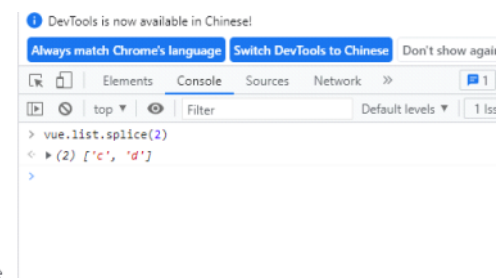 DevTools is now available in Chinese!
Always match Chrome's language Switch DevTools to Chinese Don't show again
Elements Console Sources Network » 1
top ▼ Filter Default levels ▼ 1 Iss
> vue.list.splice(2)
< ▶ (2) ['c', 'd']
>